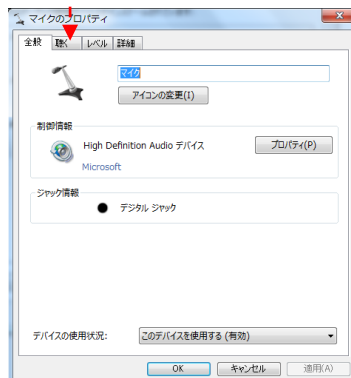 マイクのプロパティ
全般 聴く レベル 詳細
マイク
アイコンの変更(I)
制御情報
High Definition Audio デバイス
プロパティ(P)
Microsoft
ジャック情報
デジタル ジャック
デバイスの使用状況:
このデバイスを使用する (有効)
OK キャンセル 適用(A)